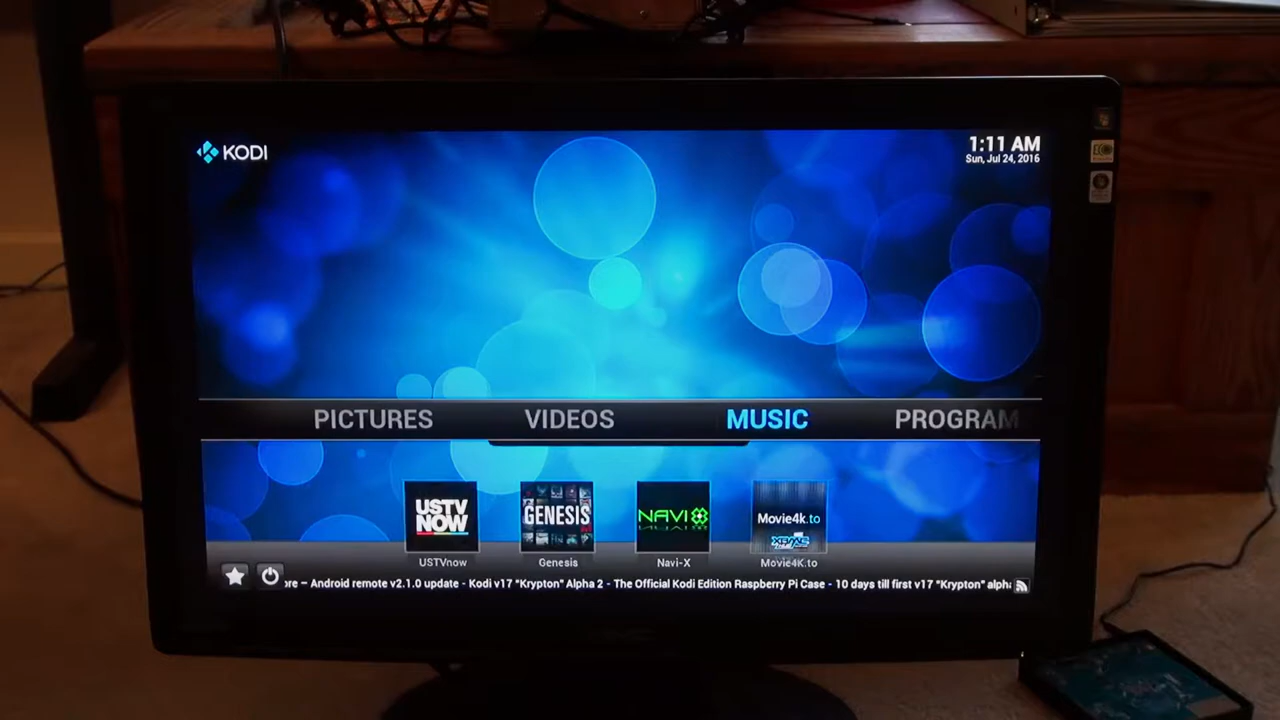 KODI
1:11 AM
Sun, Jul 24, 2016
PICTURES VIDEOS MUSIC PROGRAM
USTV
NOW
GENESIS
NAVI
Movie4k.to
USTVnow Genesis Navi-X Movie4K.to
ore – Android remote v2.1.0 update - Kodi v17 "Krypton" Alpha 2 - The Official Kodi Edition Raspberry Pi Case - 10 days till first v17 "Krypton" alpha